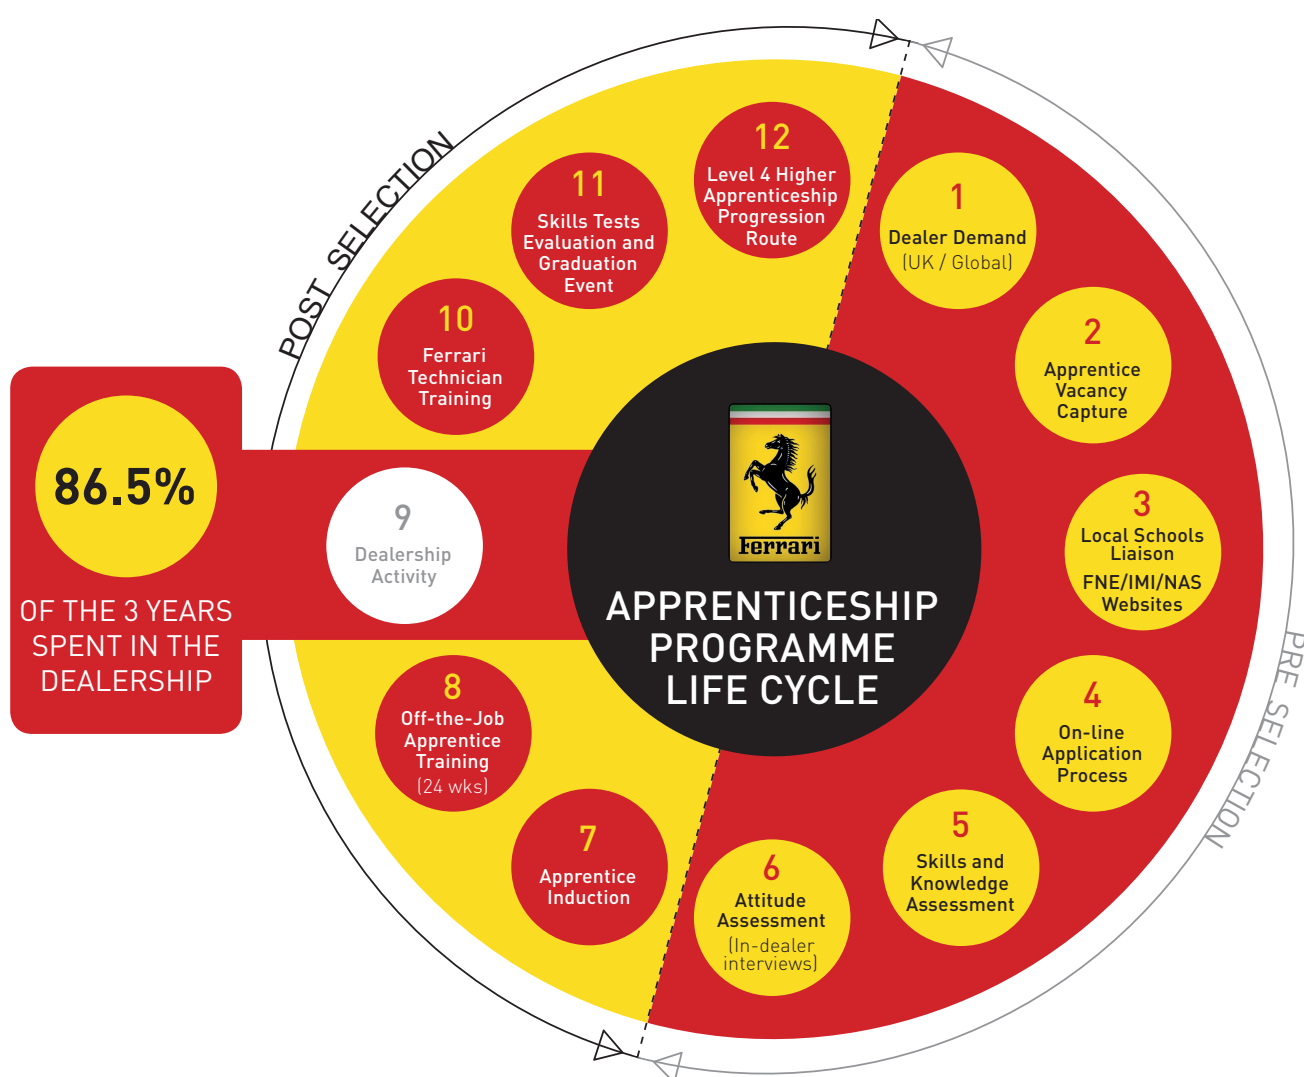 POST SELECTION
PRE SELECTION
Ferrari
APPRENTICESHIP
PROGRAMME
LIFE CYCLE
1
Dealer Demand
(UK / Global)
2
Apprentice
Vacancy
Capture
3
Local Schools
Liaison
FNE/IMI/NAS
Websites
4
On-line
Application
Process
5
Skills and
Knowledge
Assessment
6
Attitude
Assessment
(In-dealer
interviews)
7
Apprentice
Induction
8
Off-the-Job
Apprentice
Training
(24 wks)
9
Dealership
Activity
86.5%
OF THE 3 YEARS
SPENT IN THE
DEALERSHIP
10
Ferrari
Technician
Training
11
Skills Tests
Evaluation and
Graduation
Event
12
Level 4 Higher
Apprenticeship
Progression
Route